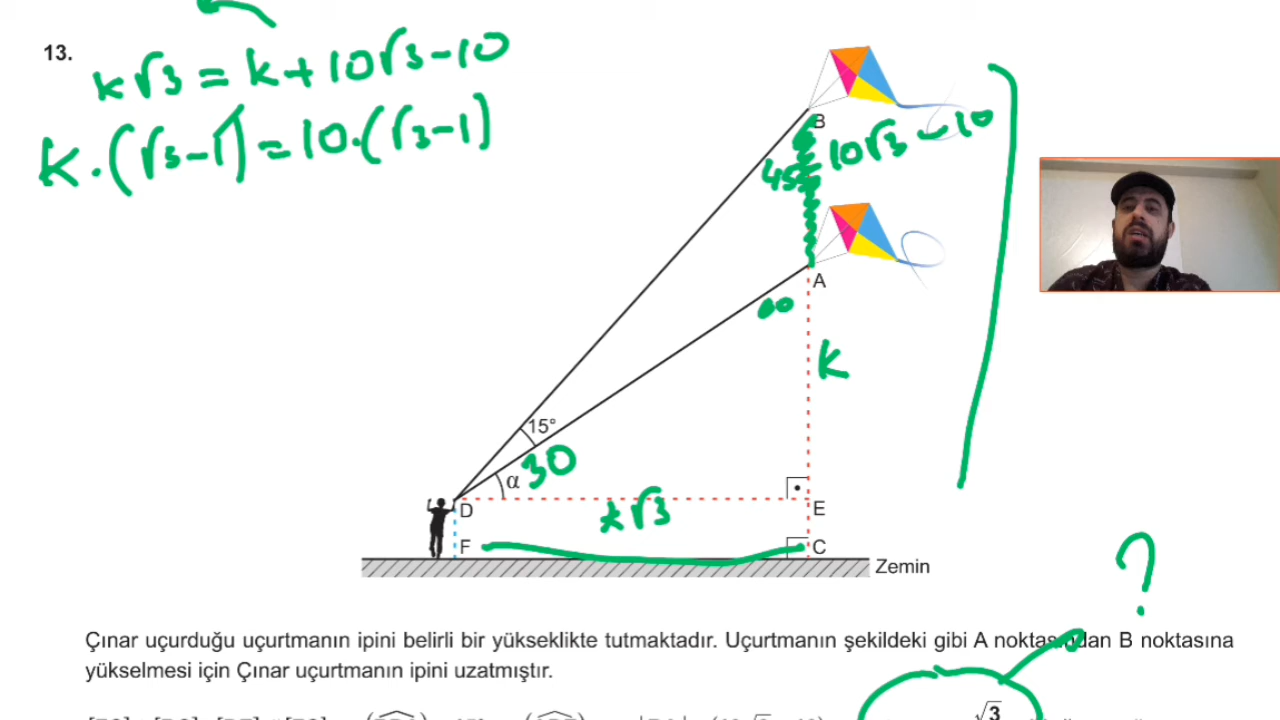 13.
k√3 = k+10√3-10
K.(√3-1)=10.(√3-1)
B
10√3-10
45
A
60
K
15°
30
α
D
E
k√3
F
C
Zemin
?
Çınar uçurduğu uçurtmanın ipini belirli bir yükseklikte tutmaktadır. Uçurtmanın şekildeki gibi A noktasından B noktasına
yükselmesi için Çınar uçurtmanın ipini uzatmıştır.
√3